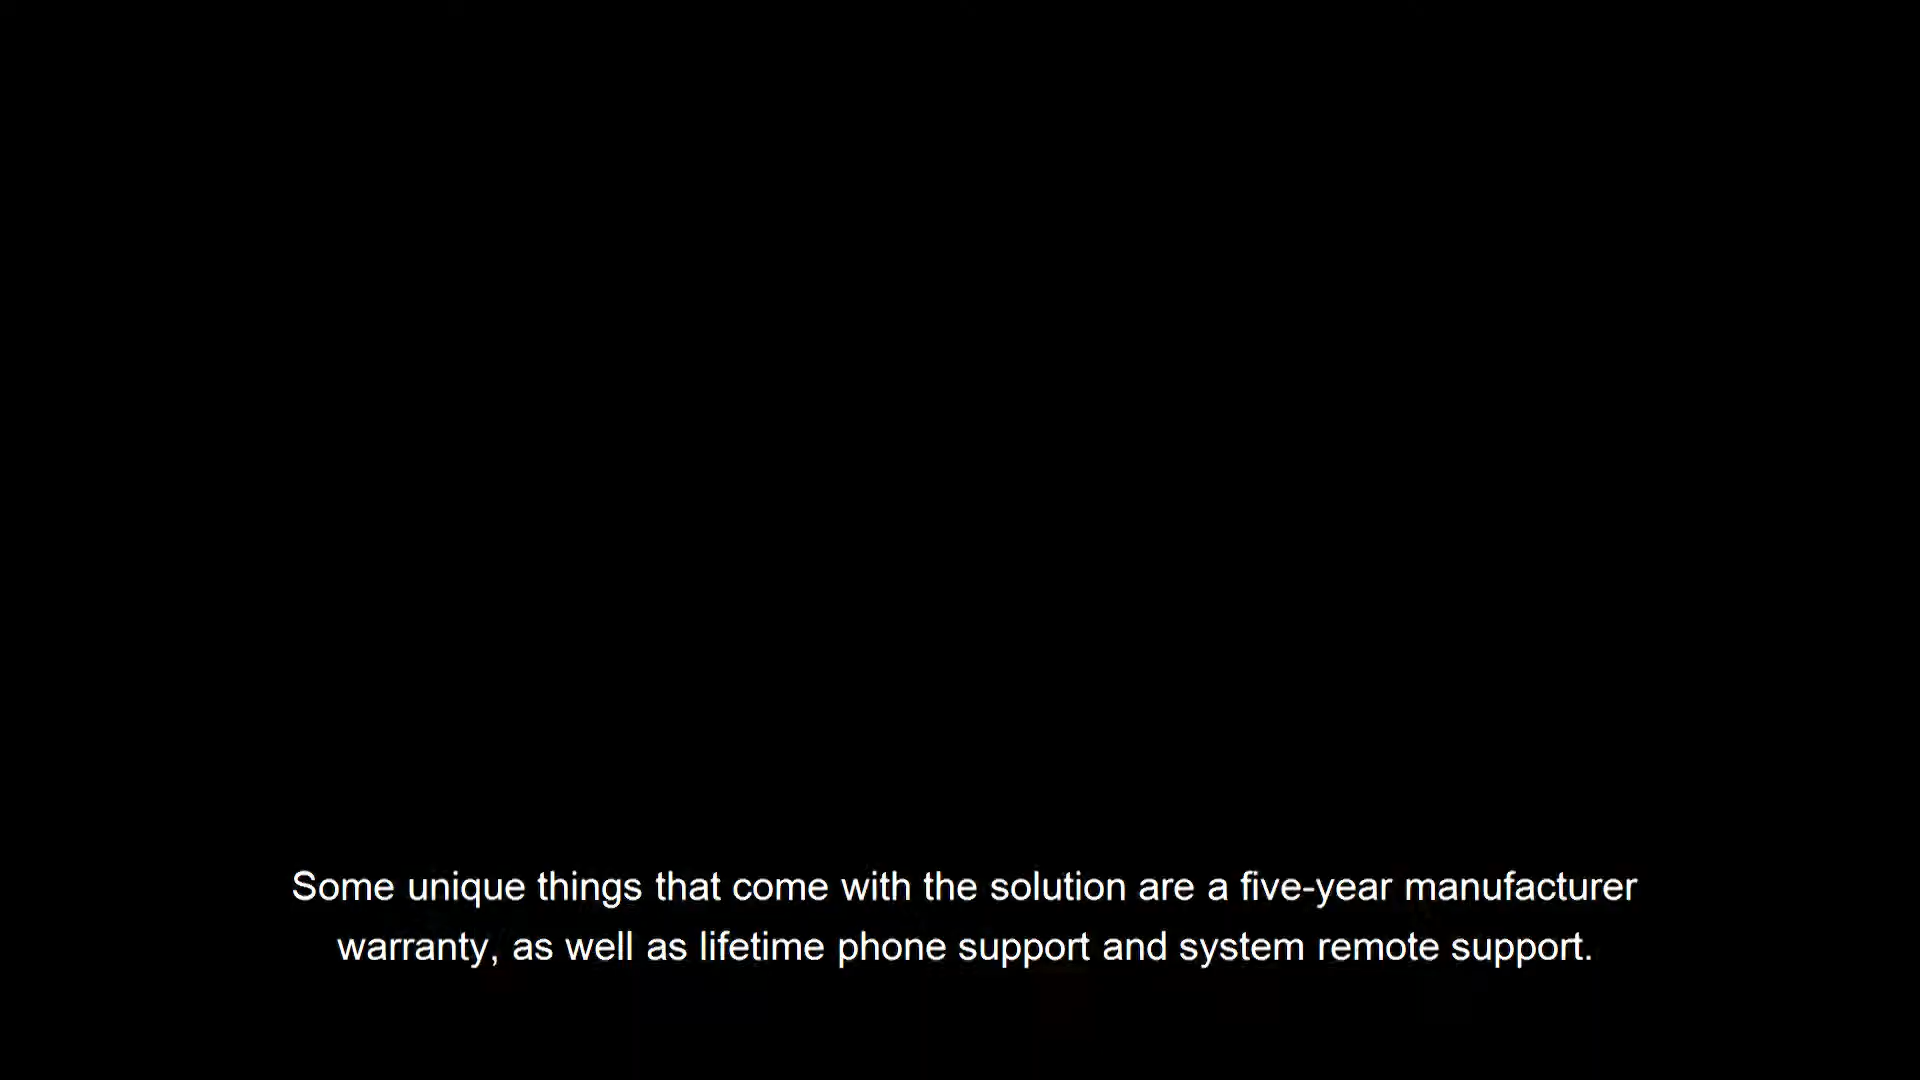 Some unique things that come with the solution are a five-year manufacturer
warranty, as well as lifetime phone support and system remote support.